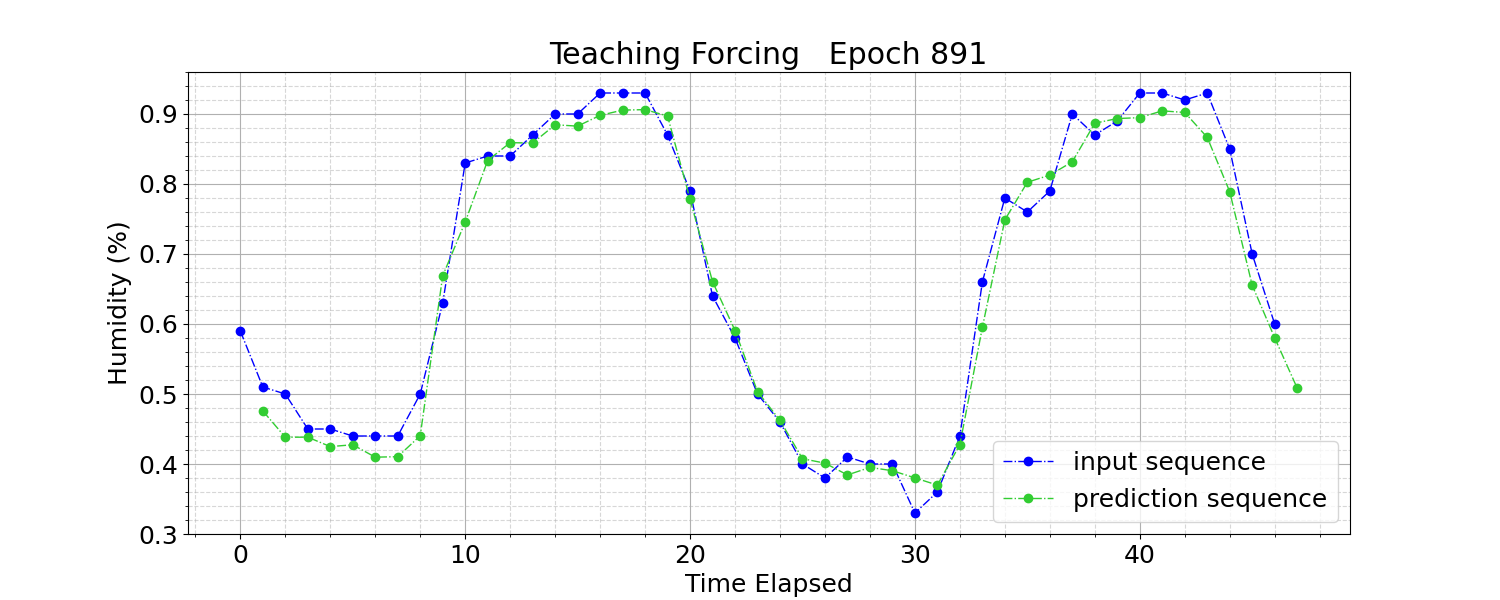 Teaching Forcing   Epoch 891
Humidity (%)
0.9
0.8
0.7
0.6
0.5
0.4
0.3
0 10 20 30 40
Time Elapsed
input sequence
prediction sequence